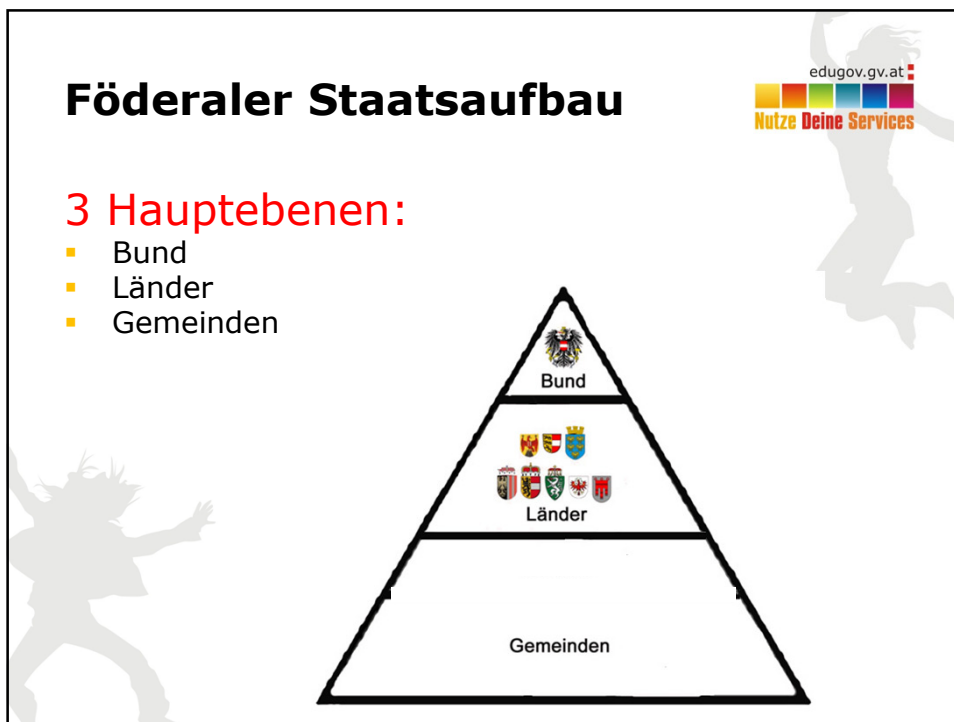 edugov.gv.at
Nutze Deine Services
Föderaler Staatsaufbau
3 Hauptebenen:
Bund
Länder
Gemeinden
Bund
Länder
Gemeinden